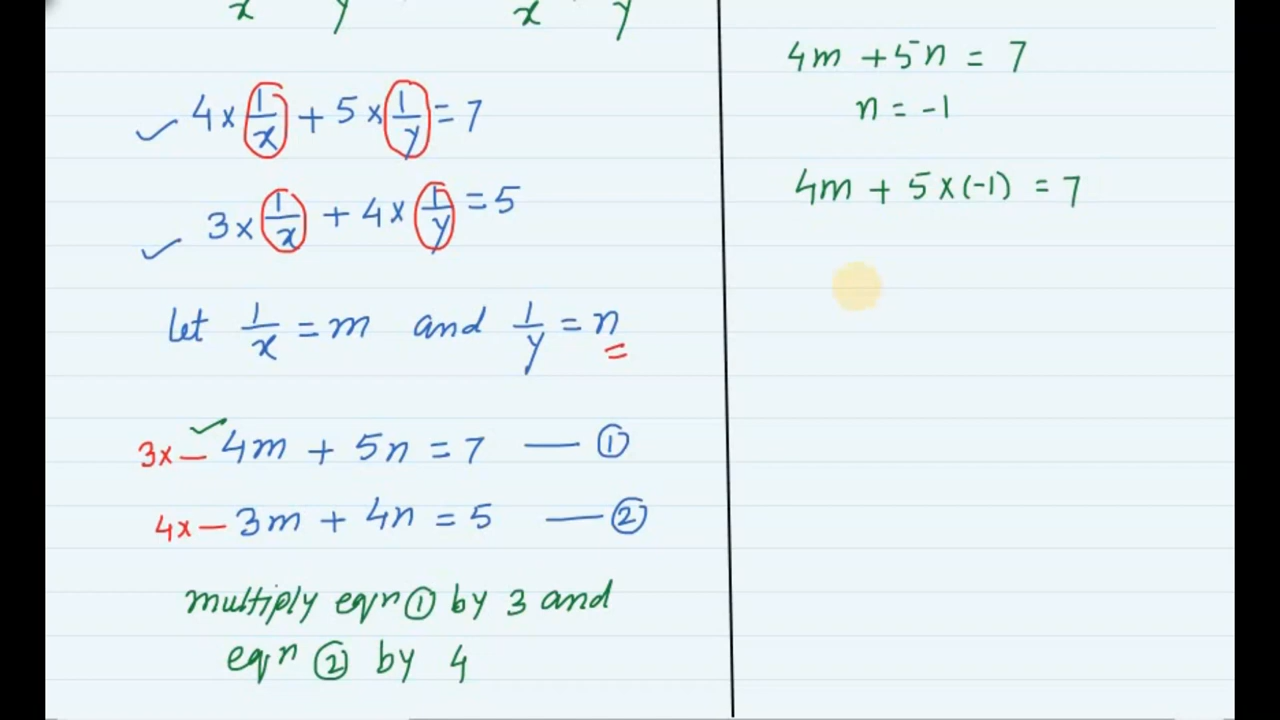 x y x y
4 × 1/x + 5 × 1/y = 7
3 × 1/x + 4 × 1/y = 5
let 1/x = m and 1/y = n
3x — 4m + 5n = 7 — ①
4x — 3m + 4n = 5 — ②
multiply eqn ① by 3 and
eqn ② by 4
4m + 5n = 7
n = -1
4m + 5 × (-1) = 7